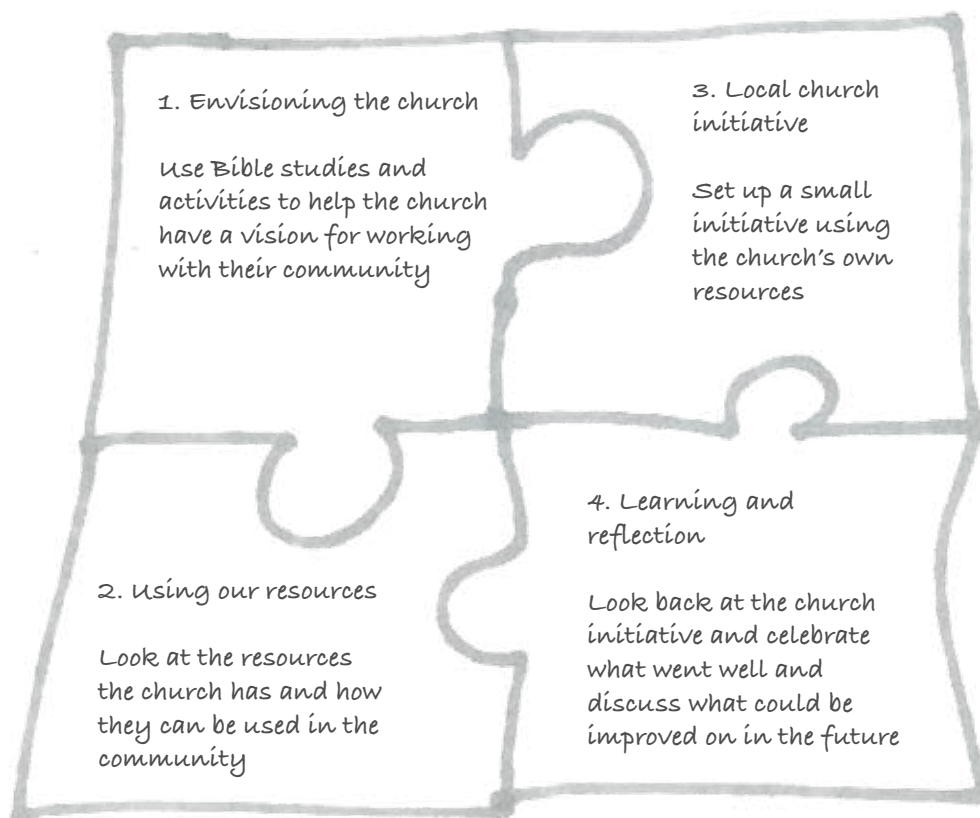 1. Envisioning the church
Use Bible studies and
activities to help the church
have a vision for working
with their community
2. Using our resources
Look at the resources
the church has and how
they can be used in the
community
3. Local church
initiative
Set up a small
initiative using
the church's own
resources
4. Learning and
reflection
Look back at the church
initiative and celebrate
what went well and
discuss what could be
improved on in the future